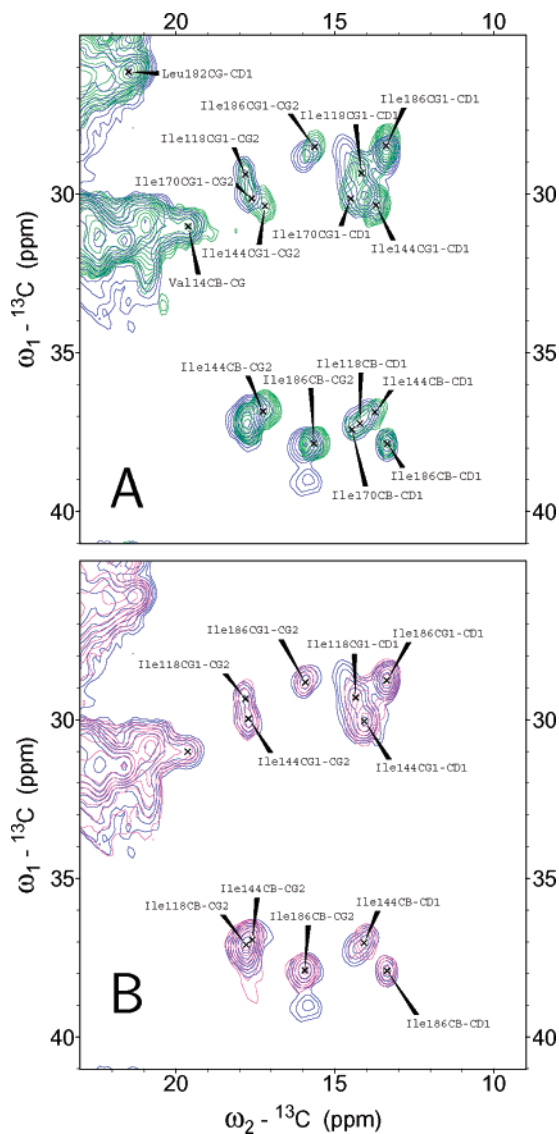 20 15 10
Leu182CG-CD1
Ile186CG1-CG2
Ile186CG1-CD1
Ile118CG1-CD1
Ile118CG1-CG2
Ile170CG1-CG2
30 30
Ile170CG1-CD1
Ile144CG1-CD1
Ile144CG1-CG2
Val14CB-CG
ω1 - 13C (ppm)
35 35
Ile118CB-CD1
Ile144CB-CG2
Ile186CB-CG2
Ile144CB-CD1
Ile186CB-CD1
Ile170CB-CD1
A
40 40
Ile186CG1-CG2
Ile186CG1-CD1
Ile118CG1-CD1
Ile118CG1-CG2
30 30
Ile144CG1-CG2
Ile144CG1-CD1
ω1 - 13C (ppm)
35 35
Ile144CB-CG2
Ile144CB-CD1
Ile118CB-CG2
Ile186CB-CG2
Ile186CB-CD1
B
40 40
20 15 10
ω2 - 13C (ppm)